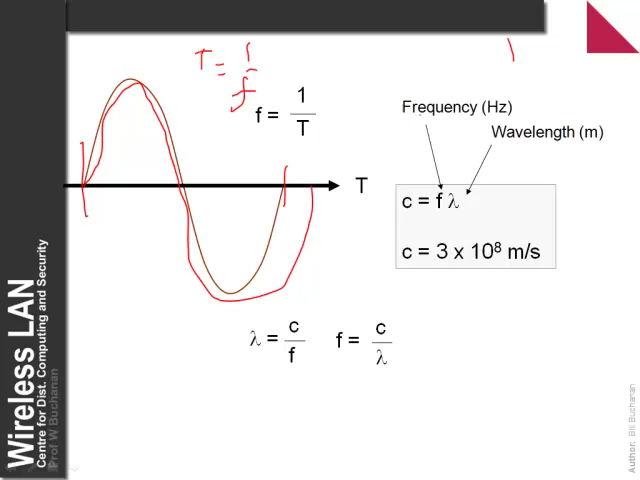 T = 1/f
f = 1/T
Frequency (Hz)
Wavelength (m)
T
c = f λ
c = 3 x 10⁸ m/s
λ = c/f
f = c/λ
Wireless LAN
Centre for Dist. Computing and Security
Prof W Buchanan
Author: Bill Buchanan